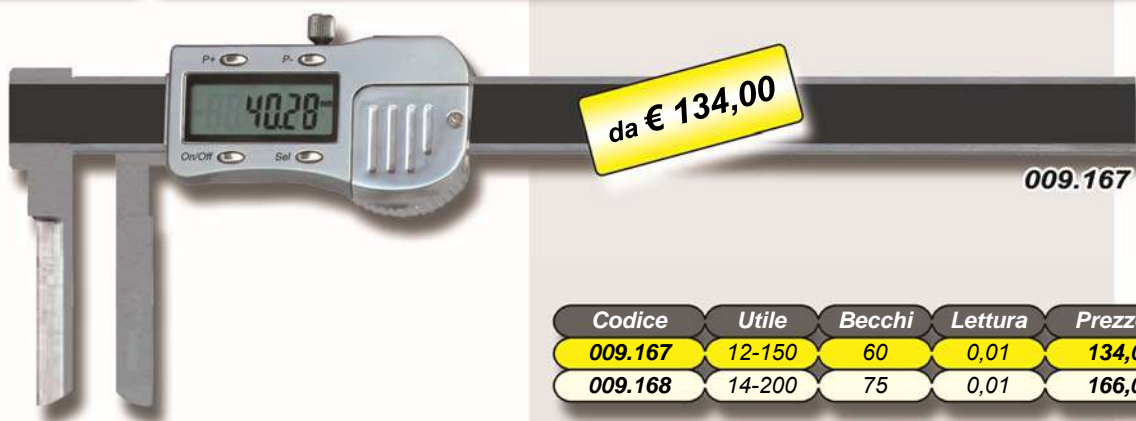 P+ P-
40.28
On/Off Sel
da € 134,00
009.167
Codice Utile Becchi Lettura
009.167 12-150 60 0,01
009.168 14-200 75 0,01